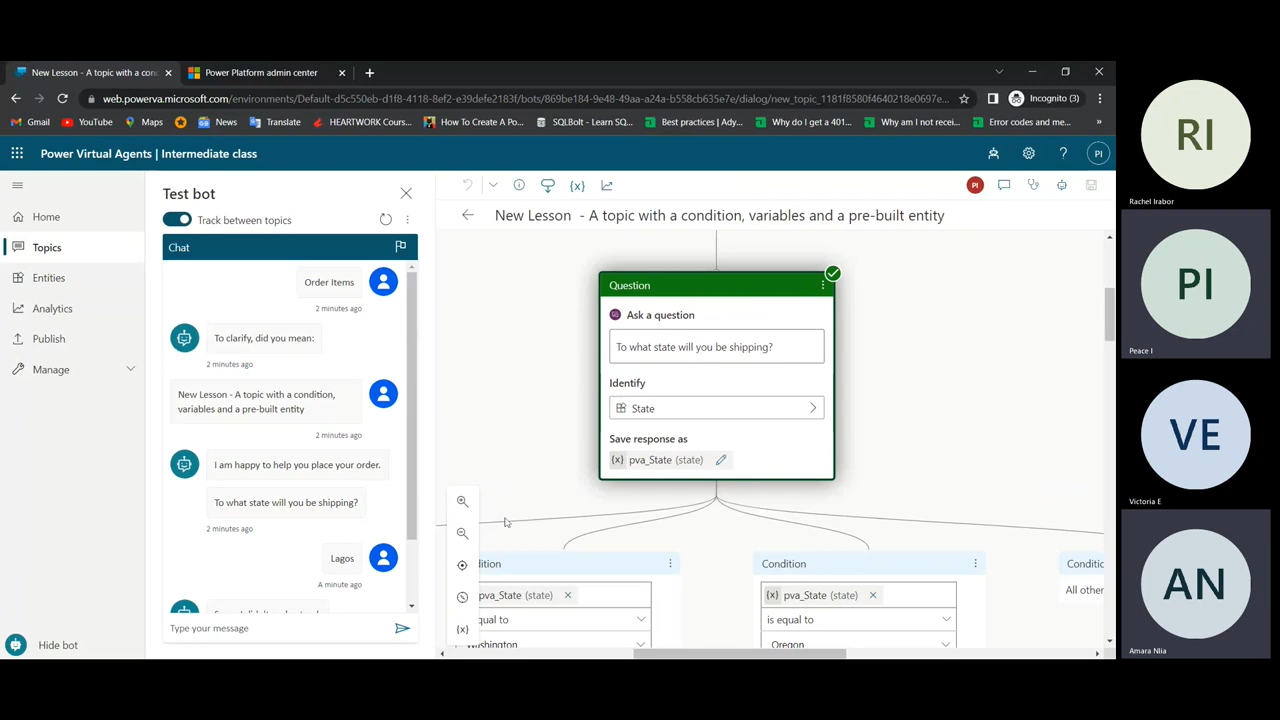 New Lesson - A topic with a con
Power Platform admin center
Incognito (3)
web.powerva.microsoft.com/environments/Default-d5c550eb-d1f8-4118-8ef2-e39defe2183f/bots/869be184-9e48-49aa-a24a-b558cb635e7e/dialog/new_topic_1181f8580f4640218e0697e...
Gmail
YouTube
Maps
News
Translate
HEARTWORK Cours...
How To Create A Po...
SQLBolt - Learn SQ...
Best practices | Ady...
Why do I get a 401...
Why am I not recei...
Error codes and me...
»
Power Virtual Agents | Intermediate class
PI
Home
Topics
Entities
Analytics
Publish
Manage
Hide bot
Test bot
Track between topics
Chat
Order Items
2 minutes ago
To clarify, did you mean:
2 minutes ago
New Lesson - A topic with a condition,
variables and a pre-built entity
2 minutes ago
I am happy to help you place your order.
To what state will you be shipping?
2 minutes ago
Lagos
A minute ago
Type your message
{x}
PI
New Lesson - A topic with a condition, variables and a pre-built entity
Question
Ask a question
To what state will you be shipping?
Identify
State
Save response as
{x} pva_State (state)
dition
pva_State (state)
qual to
Washington
Condition
{x} pva_State (state)
is equal to
Oregon
Conditio
All other
{x}
RI
Rachel Irabor
PI
Peace I
VE
Victoria E
AN
Amara Nlia